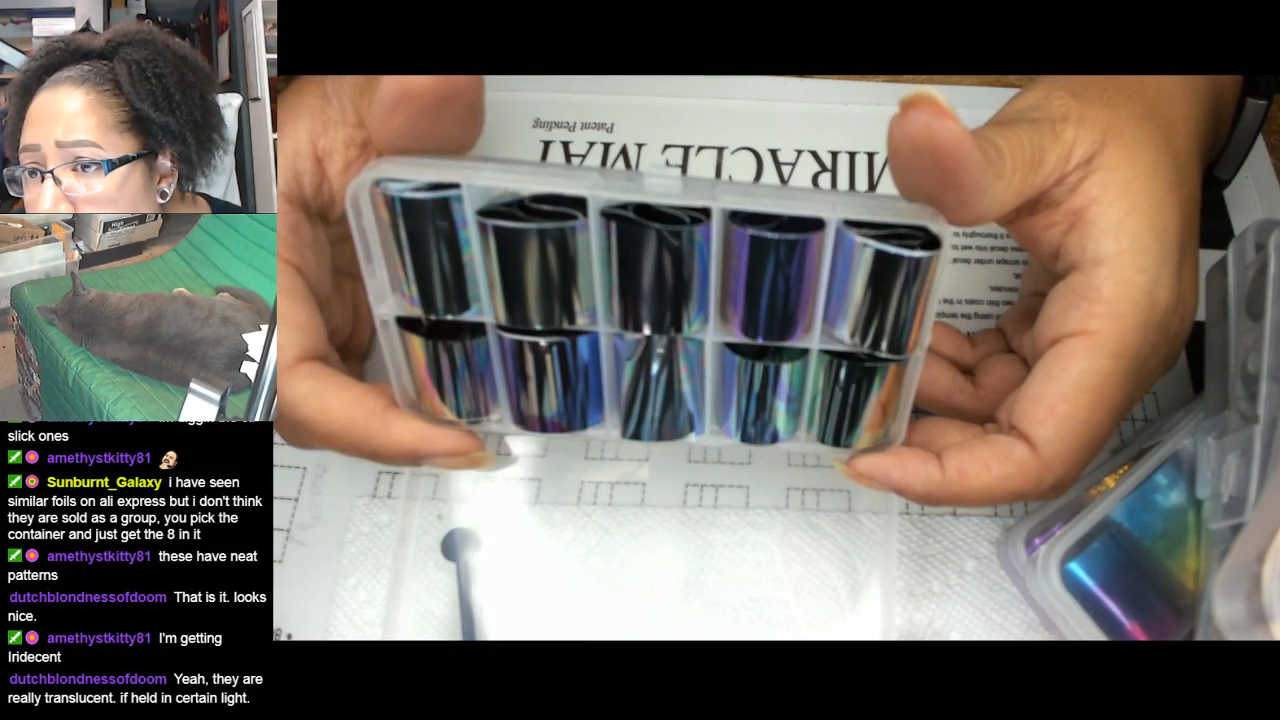 Patent Pending
MIRACLE MAT
High
slick ones
amethystkitty81
Sunburnt_Galaxy i have seen
similar foils on ali express but i don't think
they are sold as a group, you pick the
container and just get the 8 in it
amethystkitty81 these have neat
patterns
dutchblondnessofdoom That is it. looks
nice.
amethystkitty81 I'm getting
Iridecent
dutchblondnessofdoom Yeah, they are
really translucent. if held in certain light.